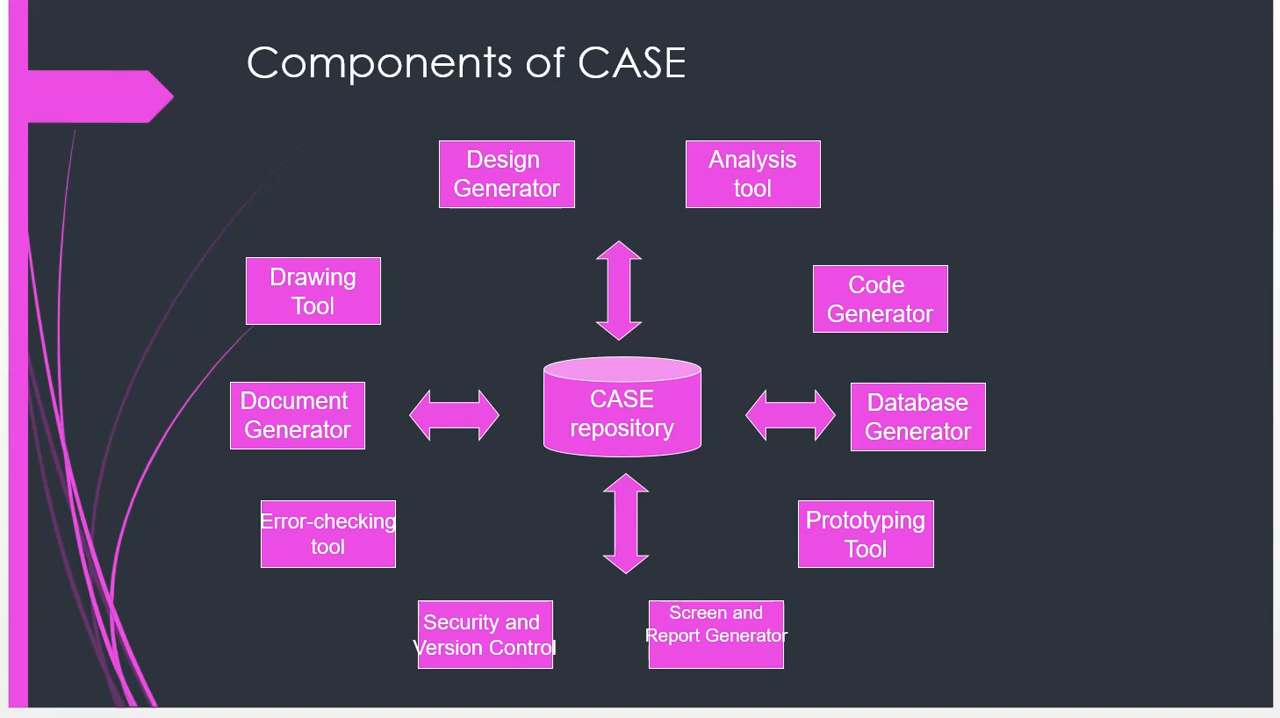 Components of CASE
Design
Generator
Analysis
tool
Drawing
Tool
Code
Generator
Document
Generator
CASE
repository
Database
Generator
Error-checking
tool
Prototyping
Tool
Security and
Version Control
Screen and
Report Generator